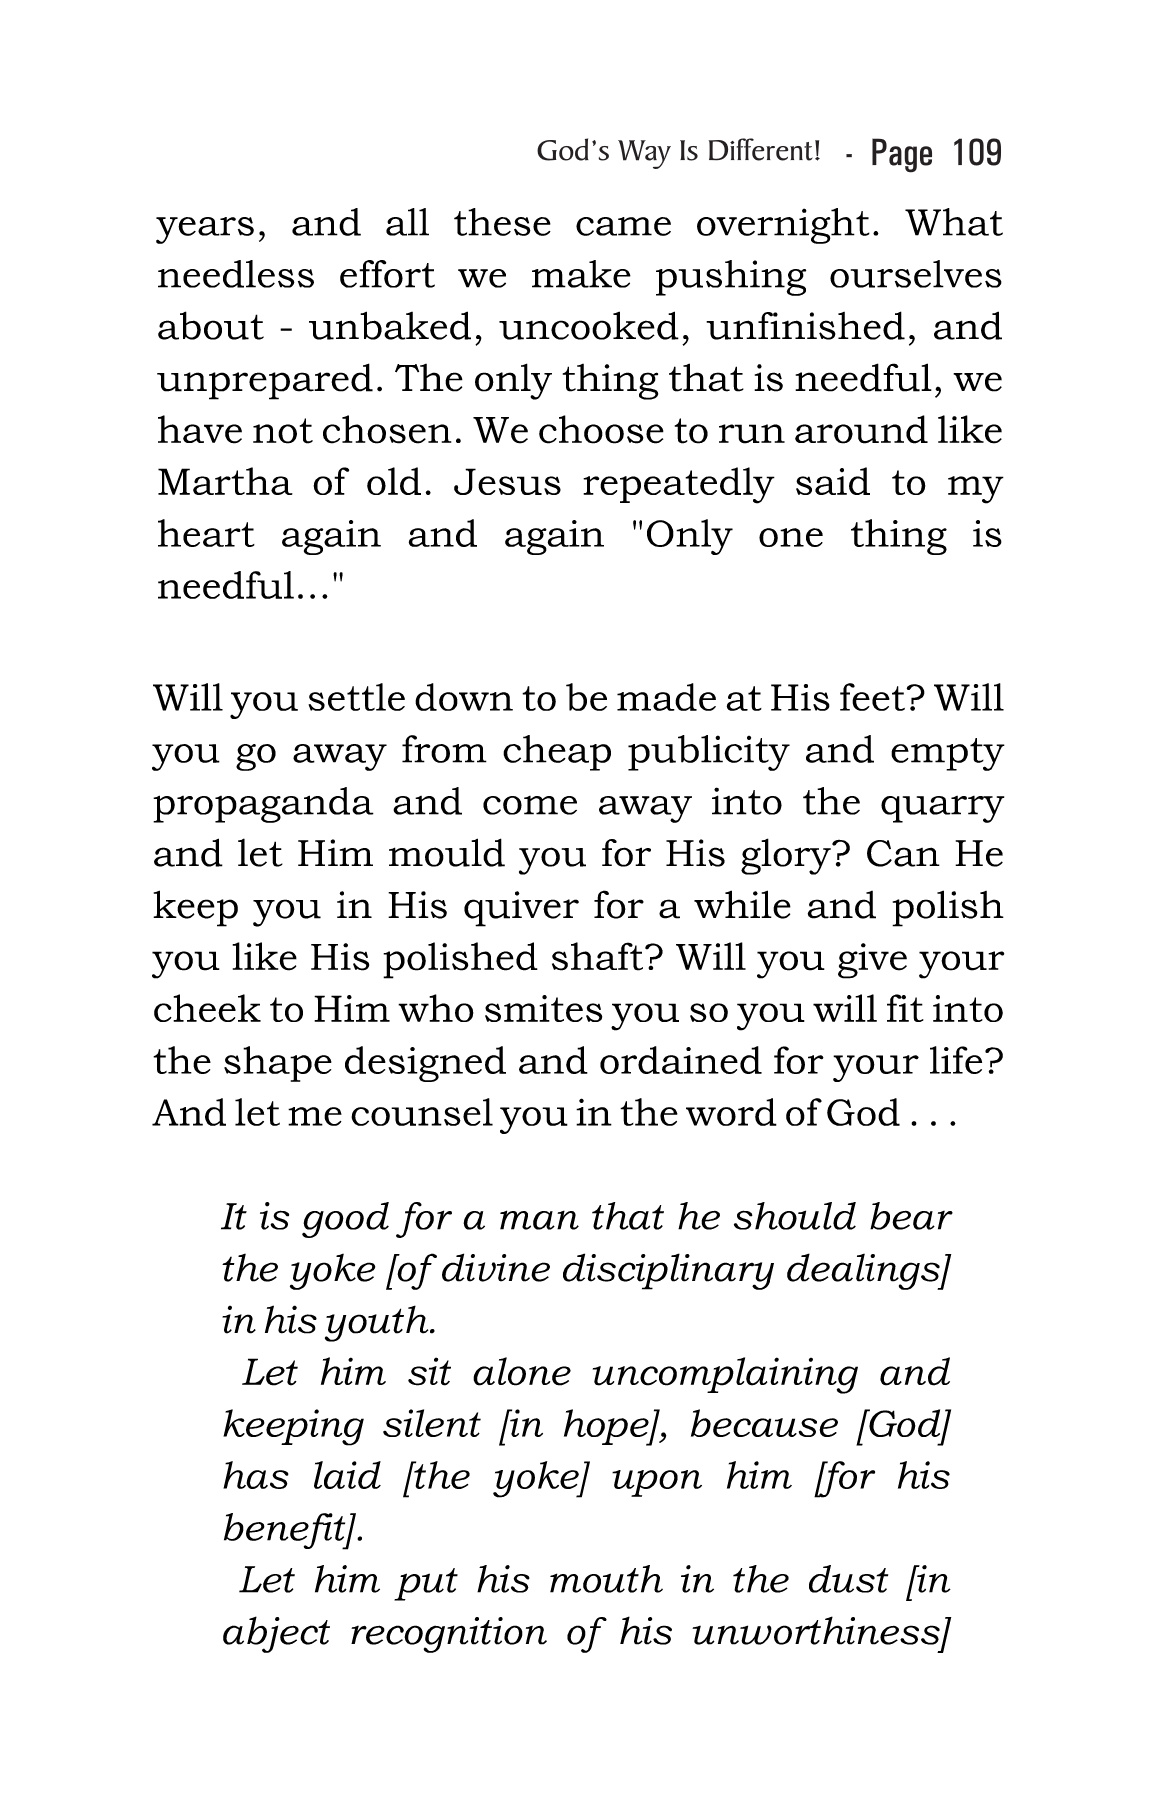 God's Way Is Different! - Page 109
years, and all these came overnight. What
needless effort we make pushing ourselves
about - unbaked, uncooked, unfinished, and
unprepared. The only thing that is needful, we
have not chosen. We choose to run around like
Martha of old. Jesus repeatedly said to my
heart again and again "Only one thing is
needful..."
Will you settle down to be made at His feet? Will
you go away from cheap publicity and empty
propaganda and come away into the quarry
and let Him mould you for His glory? Can He
keep you in His quiver for a while and polish
you like His polished shaft? Will you give your
cheek to Him who smites you so you will fit into
the shape designed and ordained for your life?
And let me counsel you in the word of God . . .
It is good for a man that he should bear
the yoke [of divine disciplinary dealings]
in his youth.
Let him sit alone uncomplaining and
keeping silent [in hope], because [God]
has laid [the yoke] upon him [for his
benefit].
Let him put his mouth in the dust [in
abject recognition of his unworthiness]